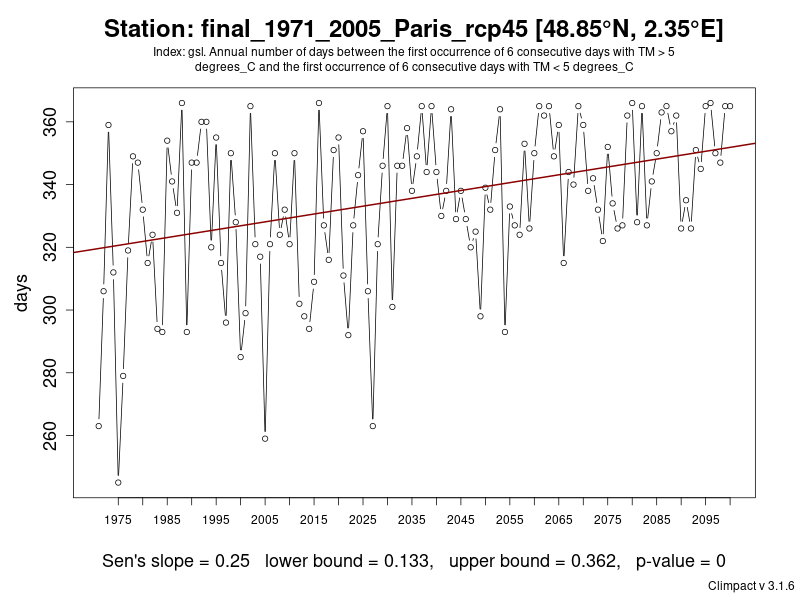 Station: final_1971_2005_Paris_rcp45 [48.85°N, 2.35°E]
Index: gsl. Annual number of days between the first occurrence of 6 consecutive days with TM > 5
degrees_C and the first occurrence of 6 consecutive days with TM < 5 degrees_C
360
340
320
300
280
260
days
1975 1985 1995 2005 2015 2025 2035 2045 2055 2065 2075 2085 2095
Sen's slope = 0.25 lower bound = 0.133, upper bound = 0.362, p-value = 0
Climpact v 3.1.6